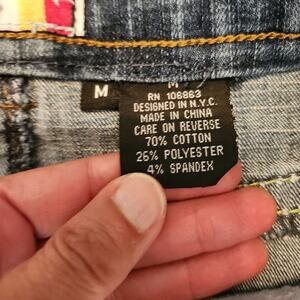 M
M
RN 106863
DESIGNED IN N.Y.C.
MADE IN CHINA
CARE ON REVERSE
70% COTTON
26% POLYESTER
4% SPANDEX